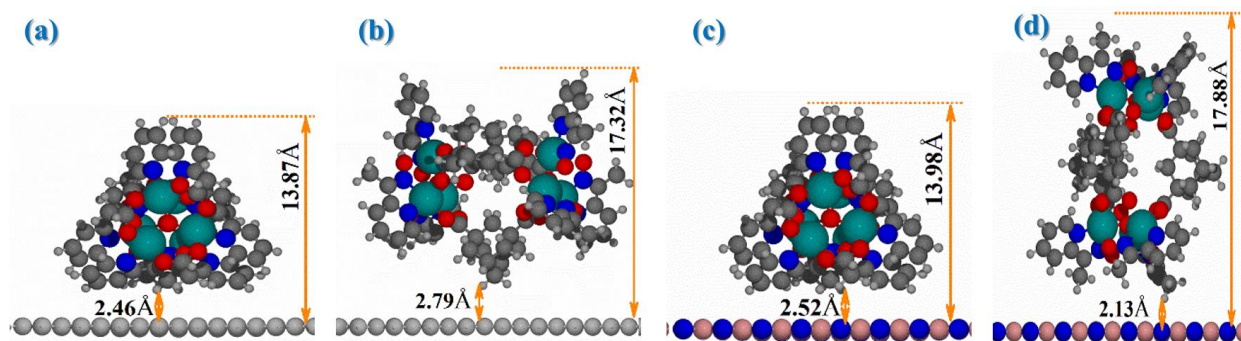 (a)
13.87Å
2.46Å
(b)
17.32Å
2.79Å
(c)
13.98Å
2.52Å
(d)
17.88Å
2.13Å